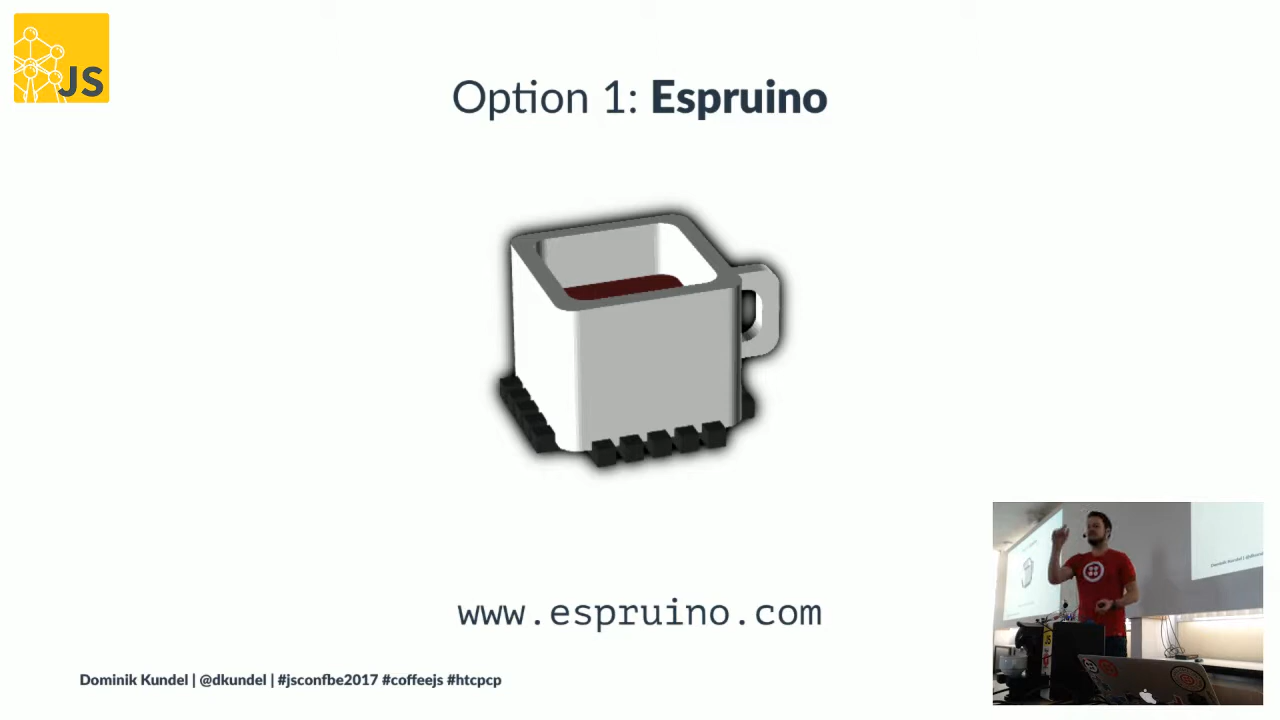 JS
Option 1: Espruino
www.espruino.com
Dominik Kundel | @dkundel | #jsconfbe2017 #coffeejs #htcpcp